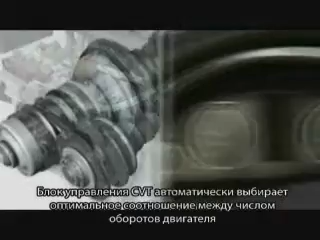 Блок управления CVT автоматически выбирает
оптимальное соотношение между числом
оборотов двигателя